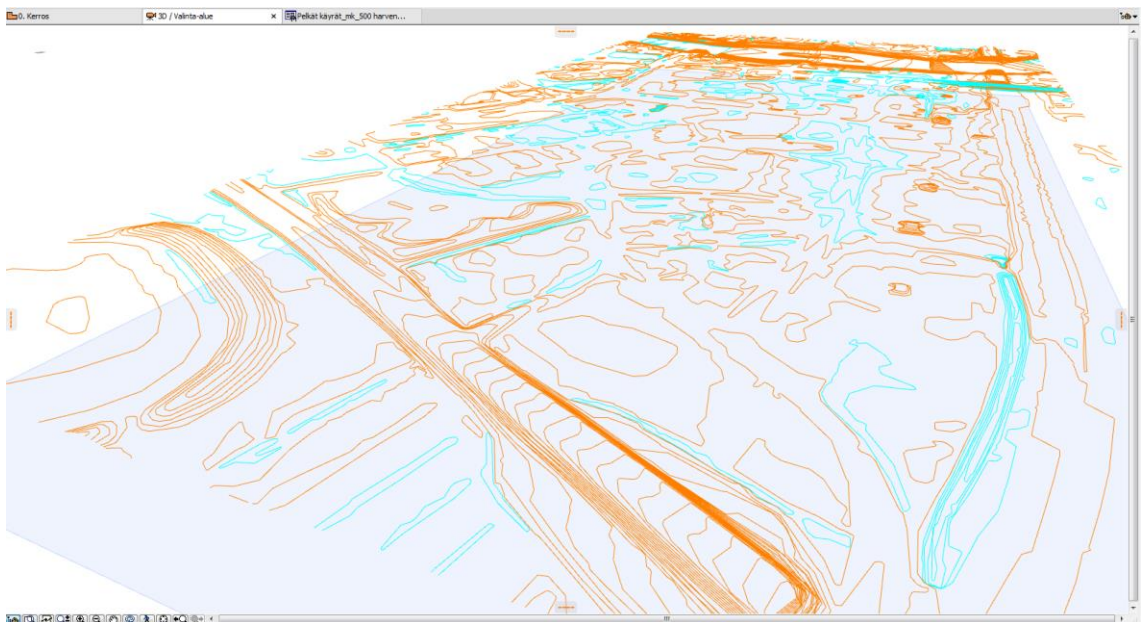 0. Kerros
3D / Valinta-alue
Pelkät käyrät_mk_500 harven...